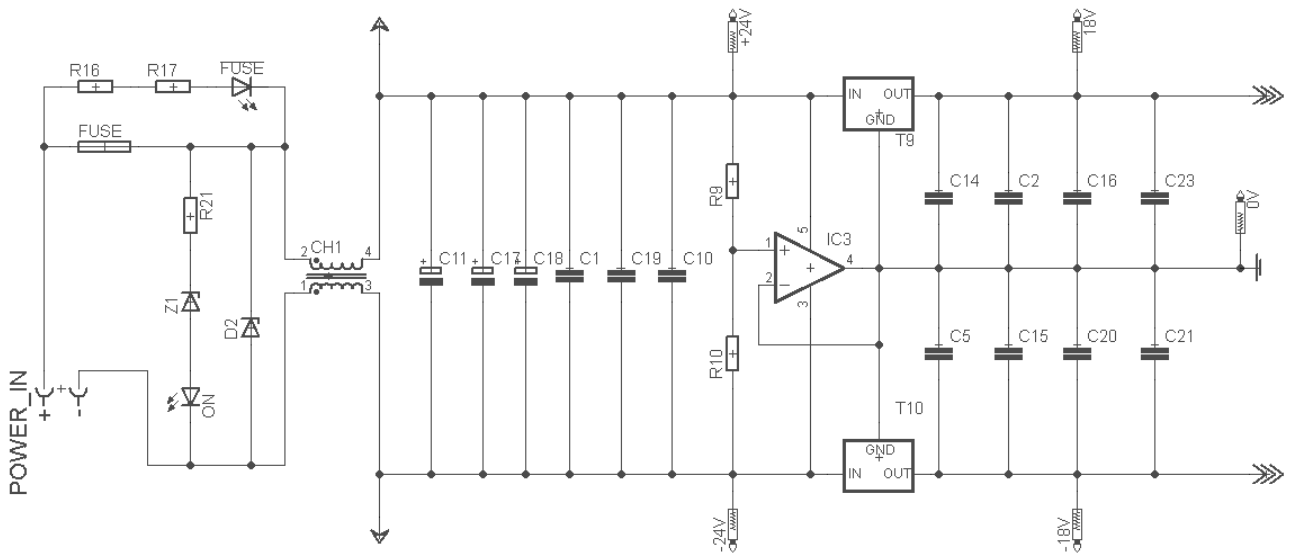 +24V
18V
R16
R17
FUSE
FUSE
IN
OUT
GND
T9
R21
R9
C14
C2
C16
C23
0V
CH1
2
4
1
3
Z1
D2
C11
C17
C18
C1
C19
C10
1
2
5
3
4
IC3
R10
C5
C15
C20
C21
ON
POWER_IN
+
-
T10
GND
IN
OUT
-24V
-18V